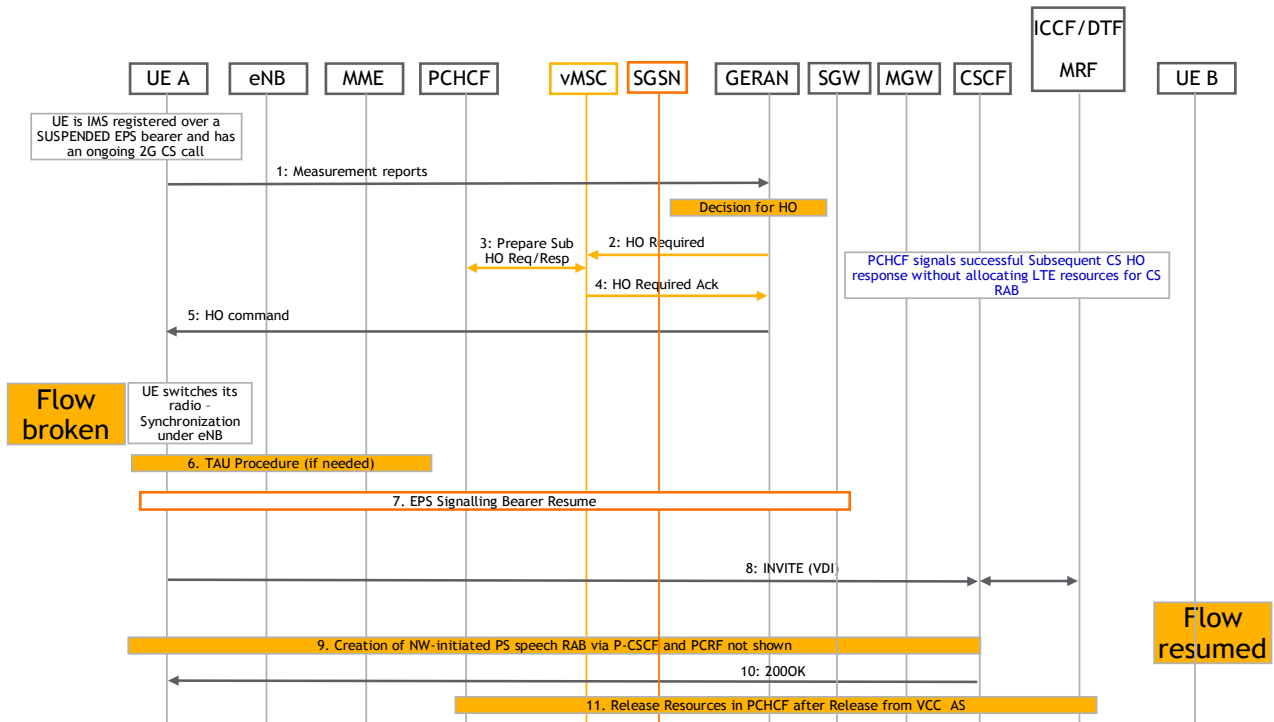 ICCF/DTF
MRF
UE A
eNB
MME
PCHCF
vMSC
SGSN
GERAN
SGW
MGW
CSCF
UE B
UE is IMS registered over a
SUSPENDED EPS bearer and has
an ongoing 2G CS call
1: Measurement reports
Decision for HO
3: Prepare Sub
HO Req/Resp
2: HO Required
PCHCF signals successful Subsequent CS HO
response without allocating LTE resources for CS
RAB
4: HO Required Ack
5: HO command
Flow
broken
UE switches its
radio –
Synchronization
under eNB
6. TAU Procedure (if needed)
7. EPS Signalling Bearer Resume
8: INVITE (VDI)
Flow
resumed
9. Creation of NW-initiated PS speech RAB via P-CSCF and PCRF not shown
10: 200OK
11. Release Resources in PCHCF after Release from VCC AS